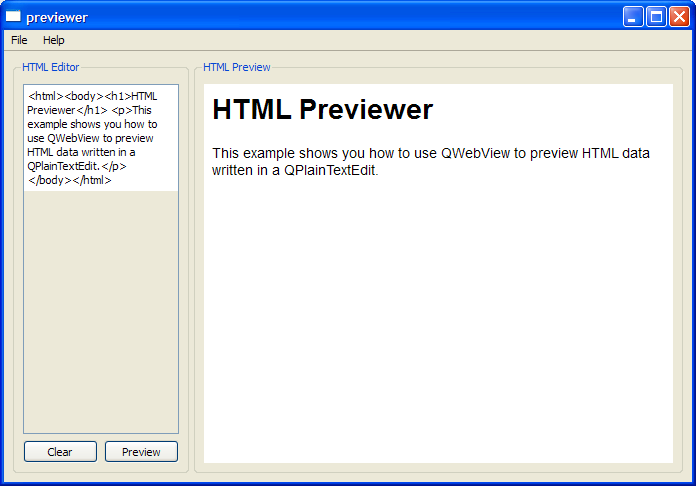 previewer
File Help
HTML Editor
<html><body><h1>HTML
Previewer</h1> <p>This
example shows you how to
use QWebView to preview
HTML data written in a
QPlainTextEdit.</p>
</body></html>
Clear Preview
HTML Preview
HTML Previewer
This example shows you how to use QWebView to preview HTML data
written in a QPlainTextEdit.